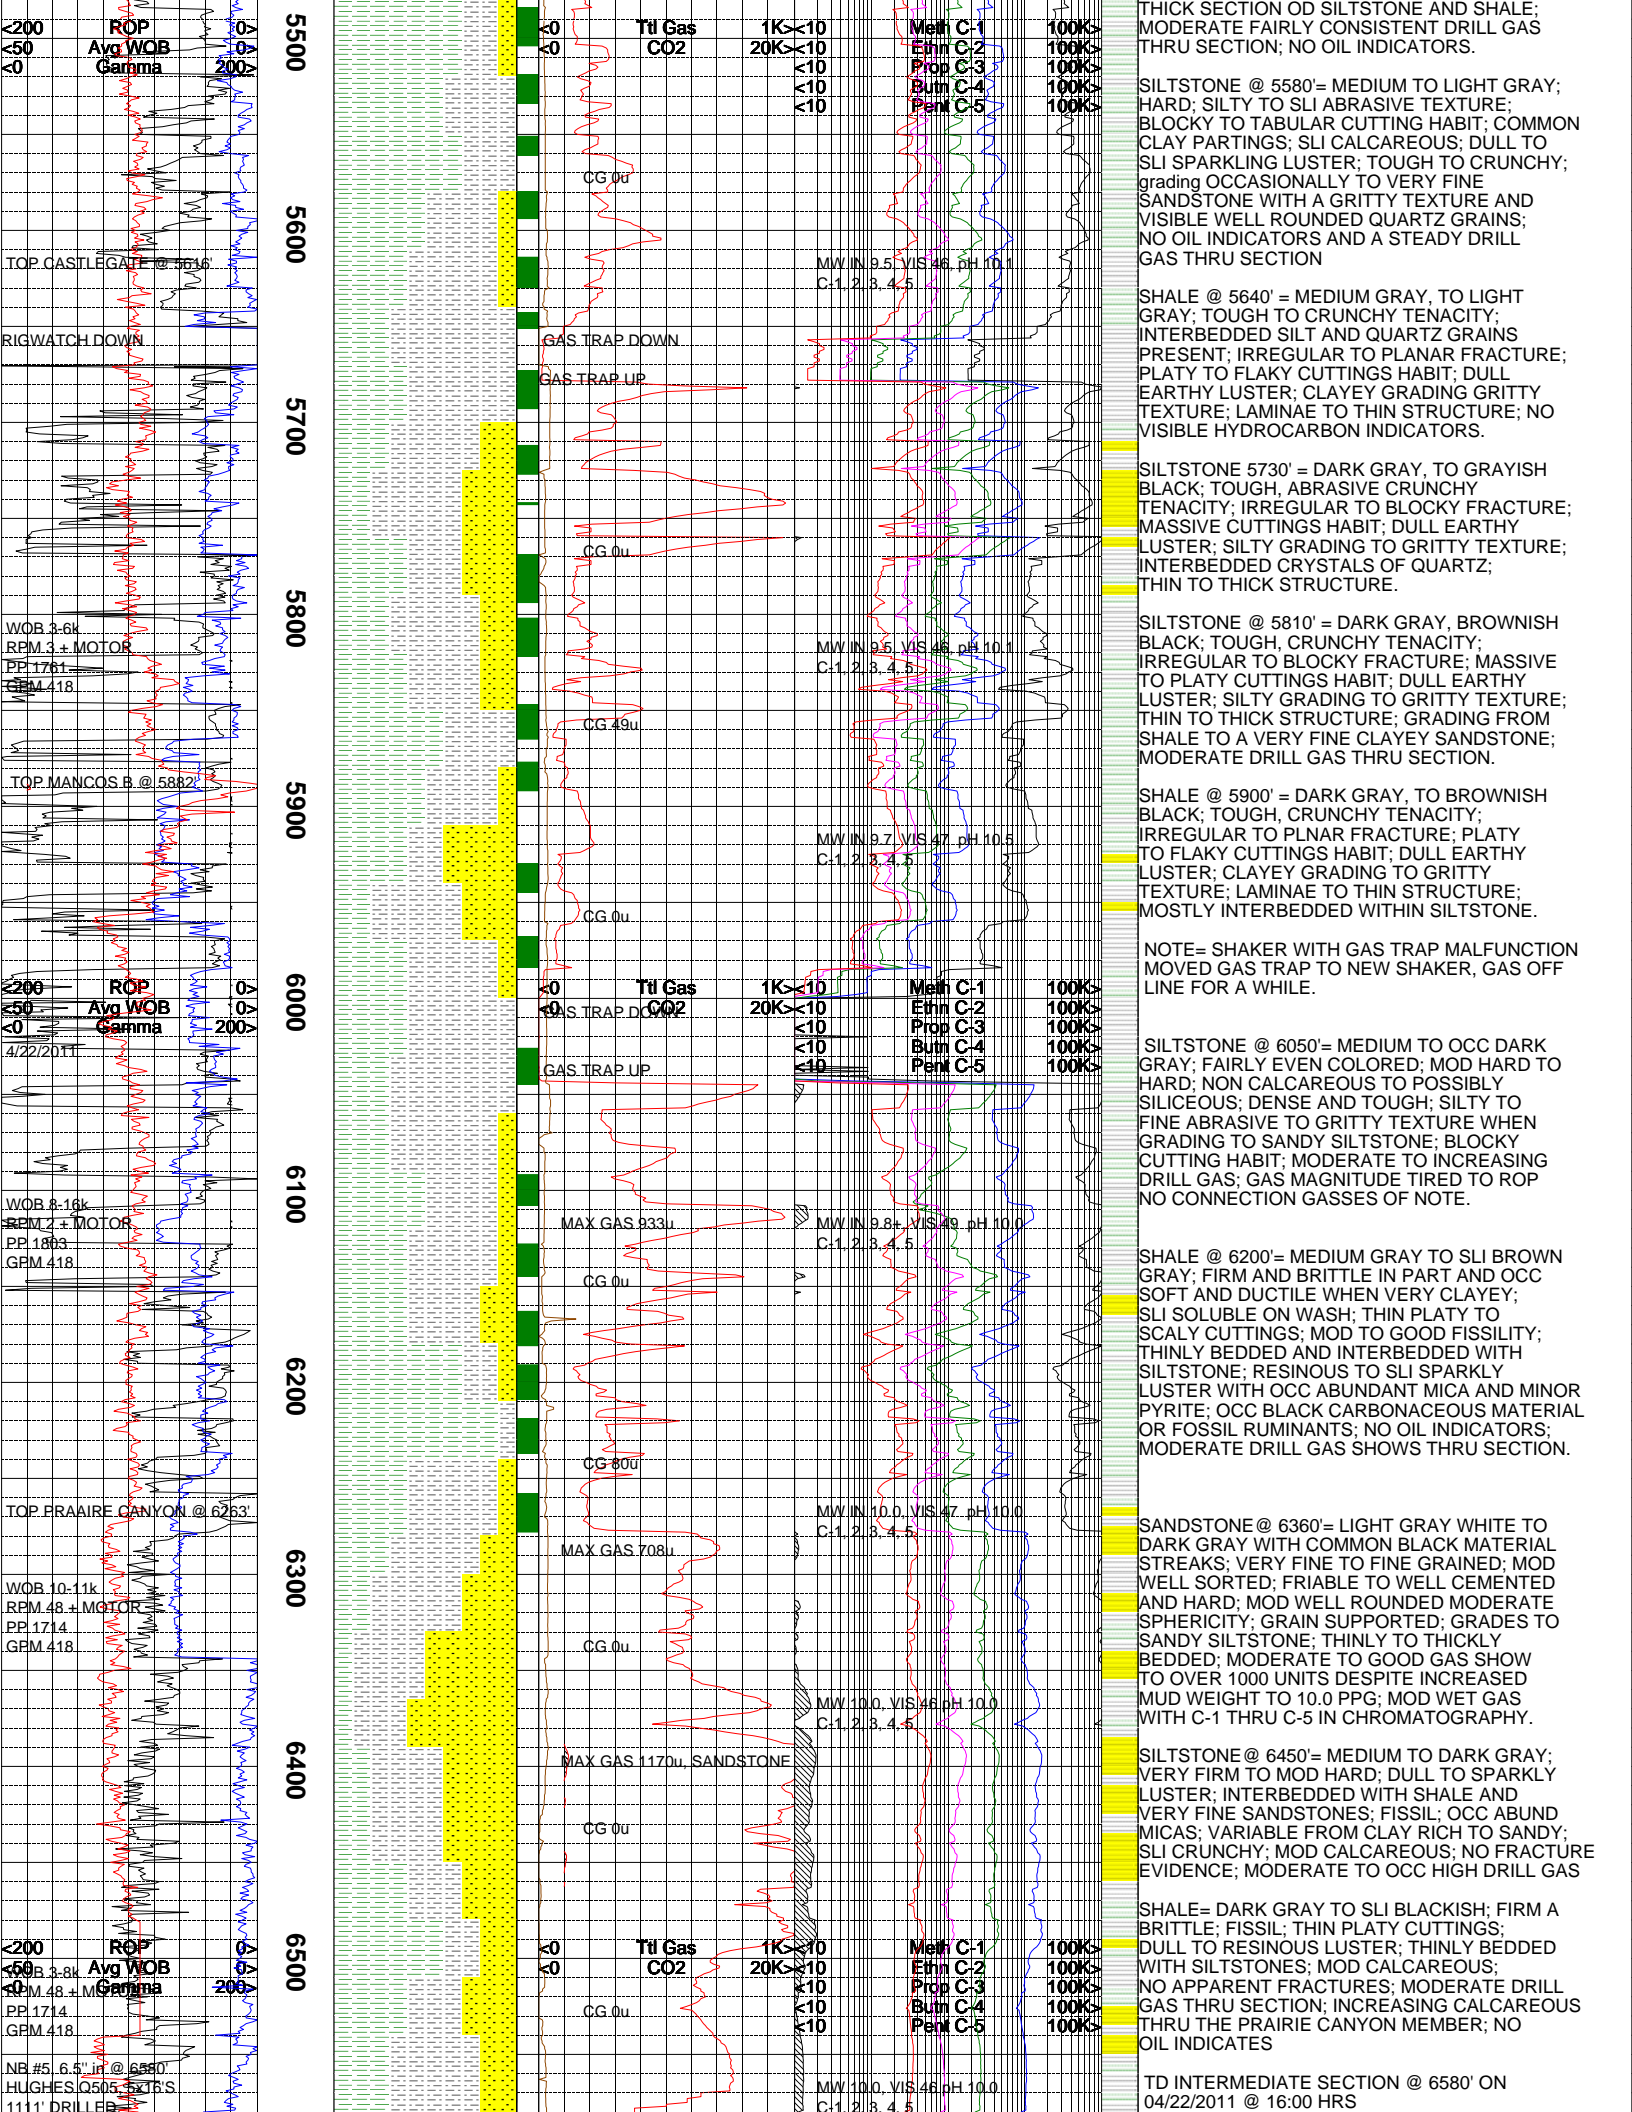 <200 ROP 0>
<50 Avg WOB 0>
<0 Gamma 200>
TOP CASTLEGATE @ 5616'
RIGWATCH DOWN
WOB 3-6k
RPM 3 + MOTOR
PP 1761
GPM 418
TOP MANCOS B @ 5882'
<200 ROP 0>
<50 Avg WOB 0>
<0 Gamma 200>
4/22/2011
WOB 8-16k
RPM 2 + MOTOR
PP 1803
GPM 418
TOP PRAAIRE CANYON @ 6263'
WOB 10-11k
RPM 48 + MOTOR
PP 1714
GPM 418
<200 ROP 0>
<50 Avg WOB 0>
<0 Gamma 200>
WOB 3-8k
RPM 48 + MOTOR
PP 1714
GPM 418
NB #5, 6.5" in @ 6580'
HUGHES Q505, 5x16'S
1111' DRILLED
5500
5600
5700
5800
5900
6000
6100
6200
6300
6400
6500
<0 Ttl Gas 1K>
<0 CO2 20K>
CG 0u
GAS TRAP DOWN
GAS TRAP UP
CG 0u
CG 49u
CG 0u
<0 Ttl Gas 1K>
<0 CO2 20K>
GAS TRAP DOWN
GAS TRAP UP
MAX GAS 933u
CG 0u
CG 80u
MAX GAS 708u
CG 0u
MAX GAS 1170u, SANDSTONE
CG 0u
<0 Ttl Gas 1K>
<0 CO2 20K>
CG 0u
<10 Meth C-1 100K>
<10 Ethn C-2 100K>
<10 Prop C-3 100K>
<10 Butn C-4 100K>
<10 Pent C-5 100K>
MW IN 9.5, VIS 46, pH 10.1
C-1, 2, 3, 4, 5
MW IN 9.5, VIS 46, pH 10.1
C-1, 2, 3, 4, 5
MW IN 9.7, VIS 47, pH 10.5
C-1, 2, 3, 4, 5
<10 Meth C-1 100K>
<10 Ethn C-2 100K>
<10 Prop C-3 100K>
<10 Butn C-4 100K>
<10 Pent C-5 100K>
MW IN 9.8+, VIS 49, pH 10.0
C-1, 2, 3, 4, 5
MW IN 10.0, VIS 47, pH 10.0
C-1, 2, 3, 4, 5
MW 10.0, VIS 46 pH 10.0
C-1, 2, 3, 4, 5
<10 Meth C-1 100K>
<10 Ethn C-2 100K>
<10 Prop C-3 100K>
<10 Butn C-4 100K>
<10 Pent C-5 100K>
MW 10.0, VIS 46 pH 10.0
C-1, 2, 3, 4, 5
THICK SECTION OD SILTSTONE AND SHALE;
MODERATE FAIRLY CONSISTENT DRILL GAS
THRU SECTION; NO OIL INDICATORS.
SILTSTONE @ 5580'= MEDIUM TO LIGHT GRAY;
HARD; SILTY TO SLI ABRASIVE TEXTURE;
BLOCKY TO TABULAR CUTTING HABIT; COMMON
CLAY PARTINGS; SLI CALCAREOUS; DULL TO
SLI SPARKLING LUSTER; TOUGH TO CRUNCHY;
grading OCCASIONALLY TO VERY FINE
SANDSTONE WITH A GRITTY TEXTURE AND
VISIBLE WELL ROUNDED QUARTZ GRAINS;
NO OIL INDICATORS AND A STEADY DRILL
GAS THRU SECTION
SHALE @ 5640' = MEDIUM GRAY, TO LIGHT
GRAY; TOUGH TO CRUNCHY TENACITY;
INTERBEDDED SILT AND QUARTZ GRAINS
PRESENT; IRREGULAR TO PLANAR FRACTURE;
PLATY TO FLAKY CUTTINGS HABIT; DULL
EARTHY LUSTER; CLAYEY GRADING GRITTY
TEXTURE; LAMINAE TO THIN STRUCTURE; NO
VISIBLE HYDROCARBON INDICATORS.
SILTSTONE 5730' = DARK GRAY, TO GRAYISH
BLACK; TOUGH, ABRASIVE CRUNCHY
TENACITY; IRREGULAR TO BLOCKY FRACTURE;
MASSIVE CUTTINGS HABIT; DULL EARTHY
LUSTER; SILTY GRADING TO GRITTY TEXTURE;
INTERBEDDED CRYSTALS OF QUARTZ;
THIN TO THICK STRUCTURE.
SILTSTONE @ 5810' = DARK GRAY, BROWNISH
BLACK; TOUGH, CRUNCHY TENACITY;
IRREGULAR TO BLOCKY FRACTURE; MASSIVE
TO PLATY CUTTINGS HABIT; DULL EARTHY
LUSTER; SILTY GRADING TO GRITTY TEXTURE;
THIN TO THICK STRUCTURE; GRADING FROM
SHALE TO A VERY FINE CLAYEY SANDSTONE;
MODERATE DRILL GAS THRU SECTION.
SHALE @ 5900' = DARK GRAY, TO BROWNISH
BLACK; TOUGH, CRUNCHY TENACITY;
IRREGULAR TO PLNAR FRACTURE; PLATY
TO FLAKY CUTTINGS HABIT; DULL EARTHY
LUSTER; CLAYEY GRADING TO GRITTY
TEXTURE; LAMINAE TO THIN STRUCTURE;
MOSTLY INTERBEDDED WITHIN SILTSTONE.
NOTE= SHAKER WITH GAS TRAP MALFUNCTION
MOVED GAS TRAP TO NEW SHAKER, GAS OFF
LINE FOR A WHILE.
SILTSTONE @ 6050'= MEDIUM TO OCC DARK
GRAY; FAIRLY EVEN COLORED; MOD HARD TO
HARD; NON CALCAREOUS TO POSSIBLY
SILICEOUS; DENSE AND TOUGH; SILTY TO
FINE ABRASIVE TO GRITTY TEXTURE WHEN
GRADING TO SANDY SILTSTONE; BLOCKY
CUTTING HABIT; MODERATE TO INCREASING
DRILL GAS; GAS MAGNITUDE TIRED TO ROP
NO CONNECTION GASSES OF NOTE.
SHALE @ 6200'= MEDIUM GRAY TO SLI BROWN
GRAY; FIRM AND BRITTLE IN PART AND OCC
SOFT AND DUCTILE WHEN VERY CLAYEY;
SLI SOLUBLE ON WASH; THIN PLATY TO
SCALY CUTTINGS; MOD TO GOOD FISSILITY;
THINLY BEDDED AND INTERBEDDED WITH
SILTSTONE; RESINOUS TO SLI SPARKLY
LUSTER WITH OCC ABUNDANT MICA AND MINOR
PYRITE; OCC BLACK CARBONACEOUS MATERIAL
OR FOSSIL RUMINANTS; NO OIL INDICATORS;
MODERATE DRILL GAS SHOWS THRU SECTION.
SANDSTONE@ 6360'= LIGHT GRAY WHITE TO
DARK GRAY WITH COMMON BLACK MATERIAL
STREAKS; VERY FINE TO FINE GRAINED; MOD
WELL SORTED; FRIABLE TO WELL CEMENTED
AND HARD; MOD WELL ROUNDED MODERATE
SPHERICITY; GRAIN SUPPORTED; GRADES TO
SANDY SILTSTONE; THINLY TO THICKLY
BEDDED; MODERATE TO GOOD GAS SHOW
TO OVER 1000 UNITS DESPITE INCREASED
MUD WEIGHT TO 10.0 PPG; MOD WET GAS
WITH C-1 THRU C-5 IN CHROMATOGRAPHY.
SILTSTONE@ 6450'= MEDIUM TO DARK GRAY;
VERY FIRM TO MOD HARD; DULL TO SPARKLY
LUSTER; INTERBEDDED WITH SHALE AND
VERY FINE SANDSTONES; FISSIL; OCC ABUND
MICAS; VARIABLE FROM CLAY RICH TO SANDY;
SLI CRUNCHY; MOD CALCAREOUS; NO FRACTURE
EVIDENCE; MODERATE TO OCC HIGH DRILL GAS
SHALE= DARK GRAY TO SLI BLACKISH; FIRM A
BRITTLE; FISSIL; THIN PLATY CUTTINGS;
DULL TO RESINOUS LUSTER; THINLY BEDDED
WITH SILTSTONES; MOD CALCAREOUS;
NO APPARENT FRACTURES; MODERATE DRILL
GAS THRU SECTION; INCREASING CALCAREOUS
THRU THE PRAIRIE CANYON MEMBER; NO
OIL INDICATES
TD INTERMEDIATE SECTION @ 6580' ON
04/22/2011 @ 16:00 HRS